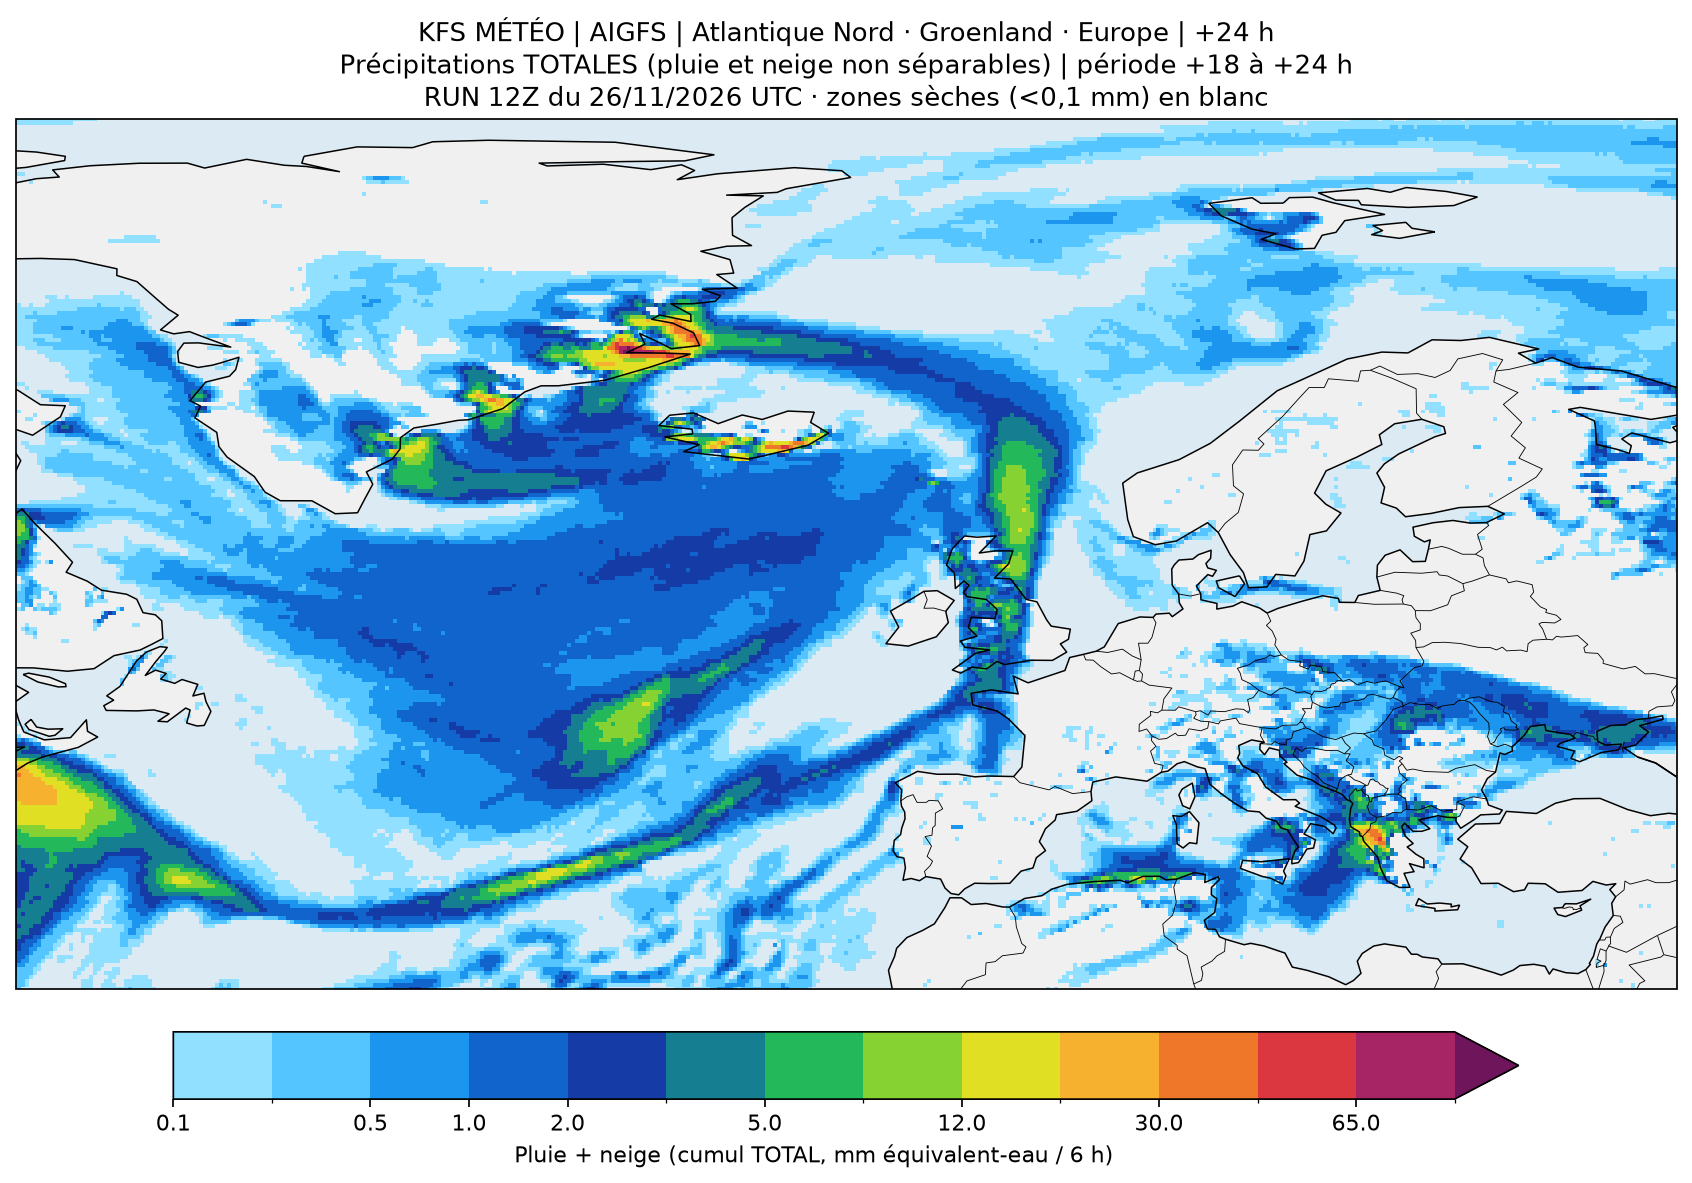 KFS MÉTÉO | AIGFS | Atlantique Nord · Groenland · Europe | +24 h
Précipitations TOTALES (pluie et neige non séparables) | période +18 à +24 h
RUN 12Z du 26/11/2026 UTC · zones sèches (<0,1 mm) en blanc
0.1 0.5 1.0 2.0 5.0 12.0 30.0 65.0
Pluie + neige (cumul TOTAL, mm équivalent-eau / 6 h)